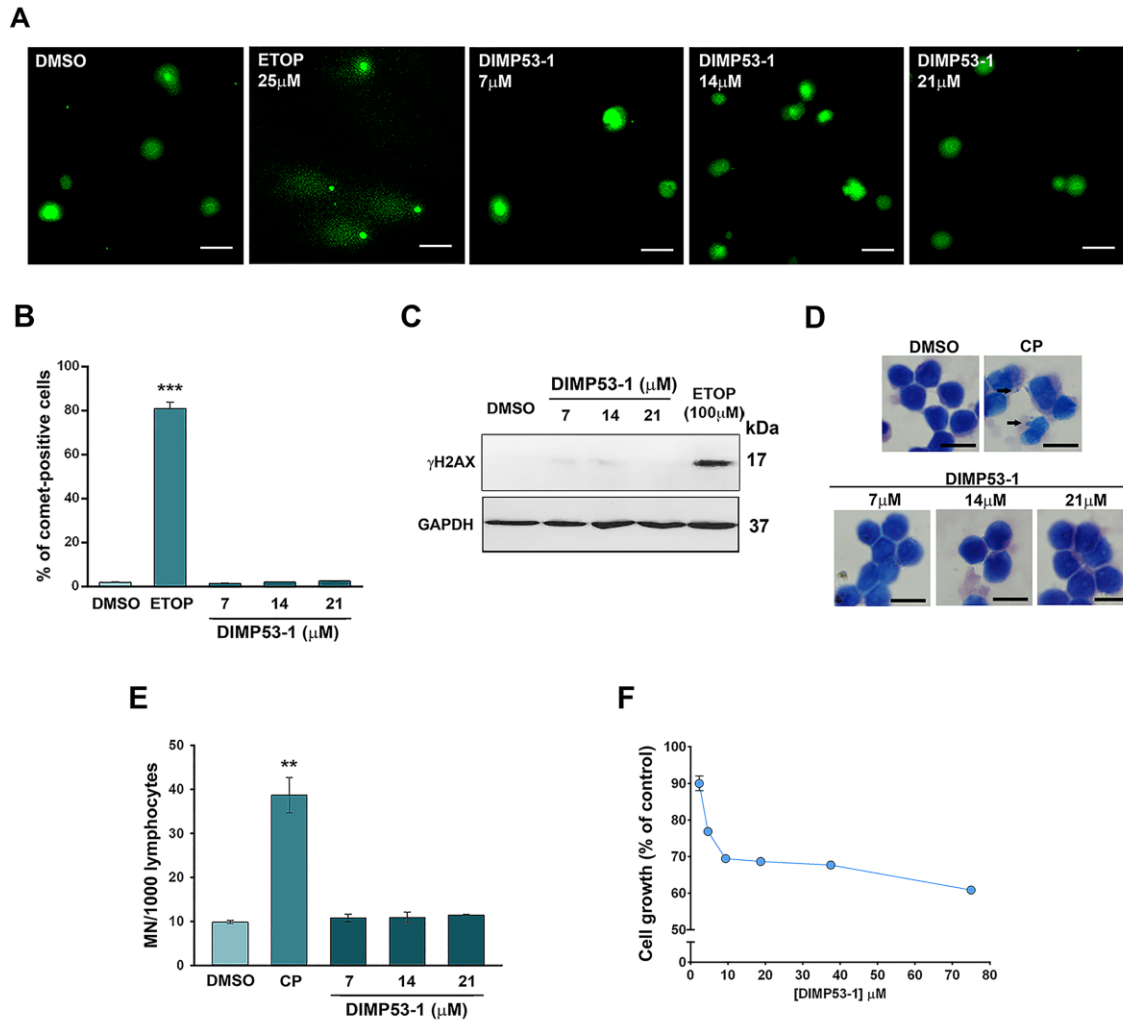 A
DMSO
ETOP
25μM
DIMP53-1
7μM
DIMP53-1
14μM
DIMP53-1
21μM
B
% of comet-positive cells
100
80
60
40
20
0
***
DMSO ETOP 7 14 21
DIMP53-1 (μM)
C
DIMP53-1 (μM)
DMSO 7 14 21 ETOP
(100μM)
kDa
γH2AX 17
GAPDH 37
D
DMSO CP
DIMP53-1
7μM 14μM 21μM
E
MN/1000 lymphocytes
50
40
30
20
10
0
**
DMSO CP 7 14 21
DIMP53-1 (μM)
F
Cell growth (% of control)
100
90
80
70
60
50
0
0 10 20 30 40 50 60 70 80
[DIMP53-1] μM